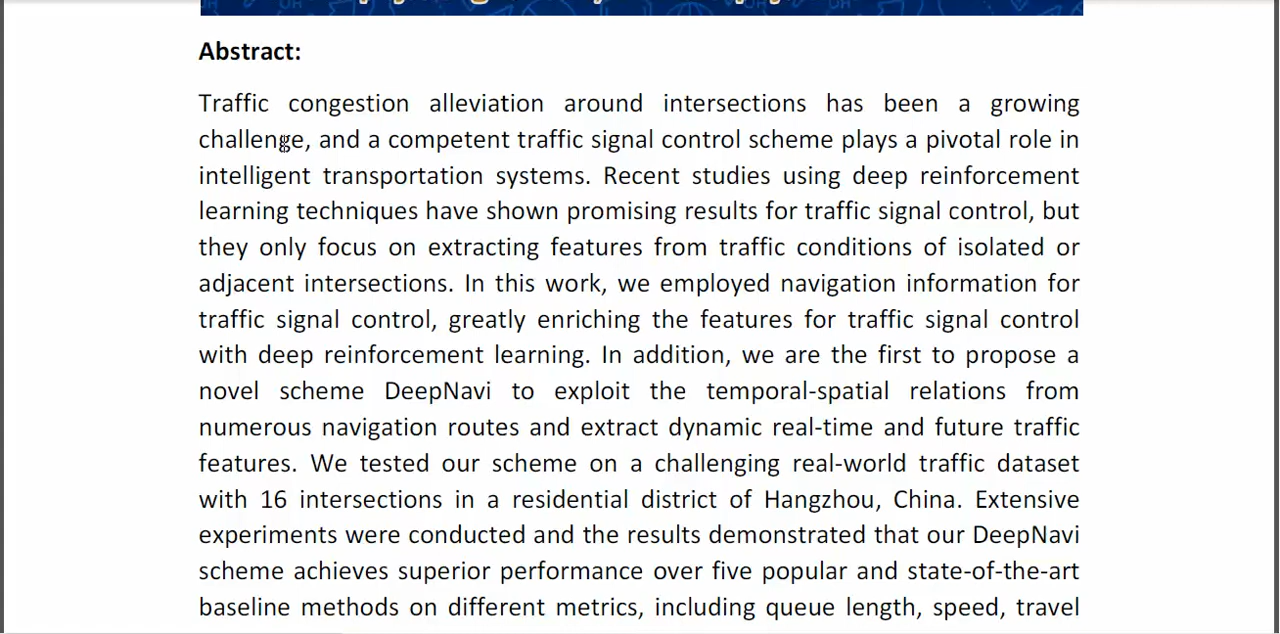 Abstract:
Traffic congestion alleviation around intersections has been a growing
challenge, and a competent traffic signal control scheme plays a pivotal role in
intelligent transportation systems. Recent studies using deep reinforcement
learning techniques have shown promising results for traffic signal control, but
they only focus on extracting features from traffic conditions of isolated or
adjacent intersections. In this work, we employed navigation information for
traffic signal control, greatly enriching the features for traffic signal control
with deep reinforcement learning. In addition, we are the first to propose a
novel scheme DeepNavi to exploit the temporal-spatial relations from
numerous navigation routes and extract dynamic real-time and future traffic
features. We tested our scheme on a challenging real-world traffic dataset
with 16 intersections in a residential district of Hangzhou, China. Extensive
experiments were conducted and the results demonstrated that our DeepNavi
scheme achieves superior performance over five popular and state-of-the-art
baseline methods on different metrics, including queue length, speed, travel